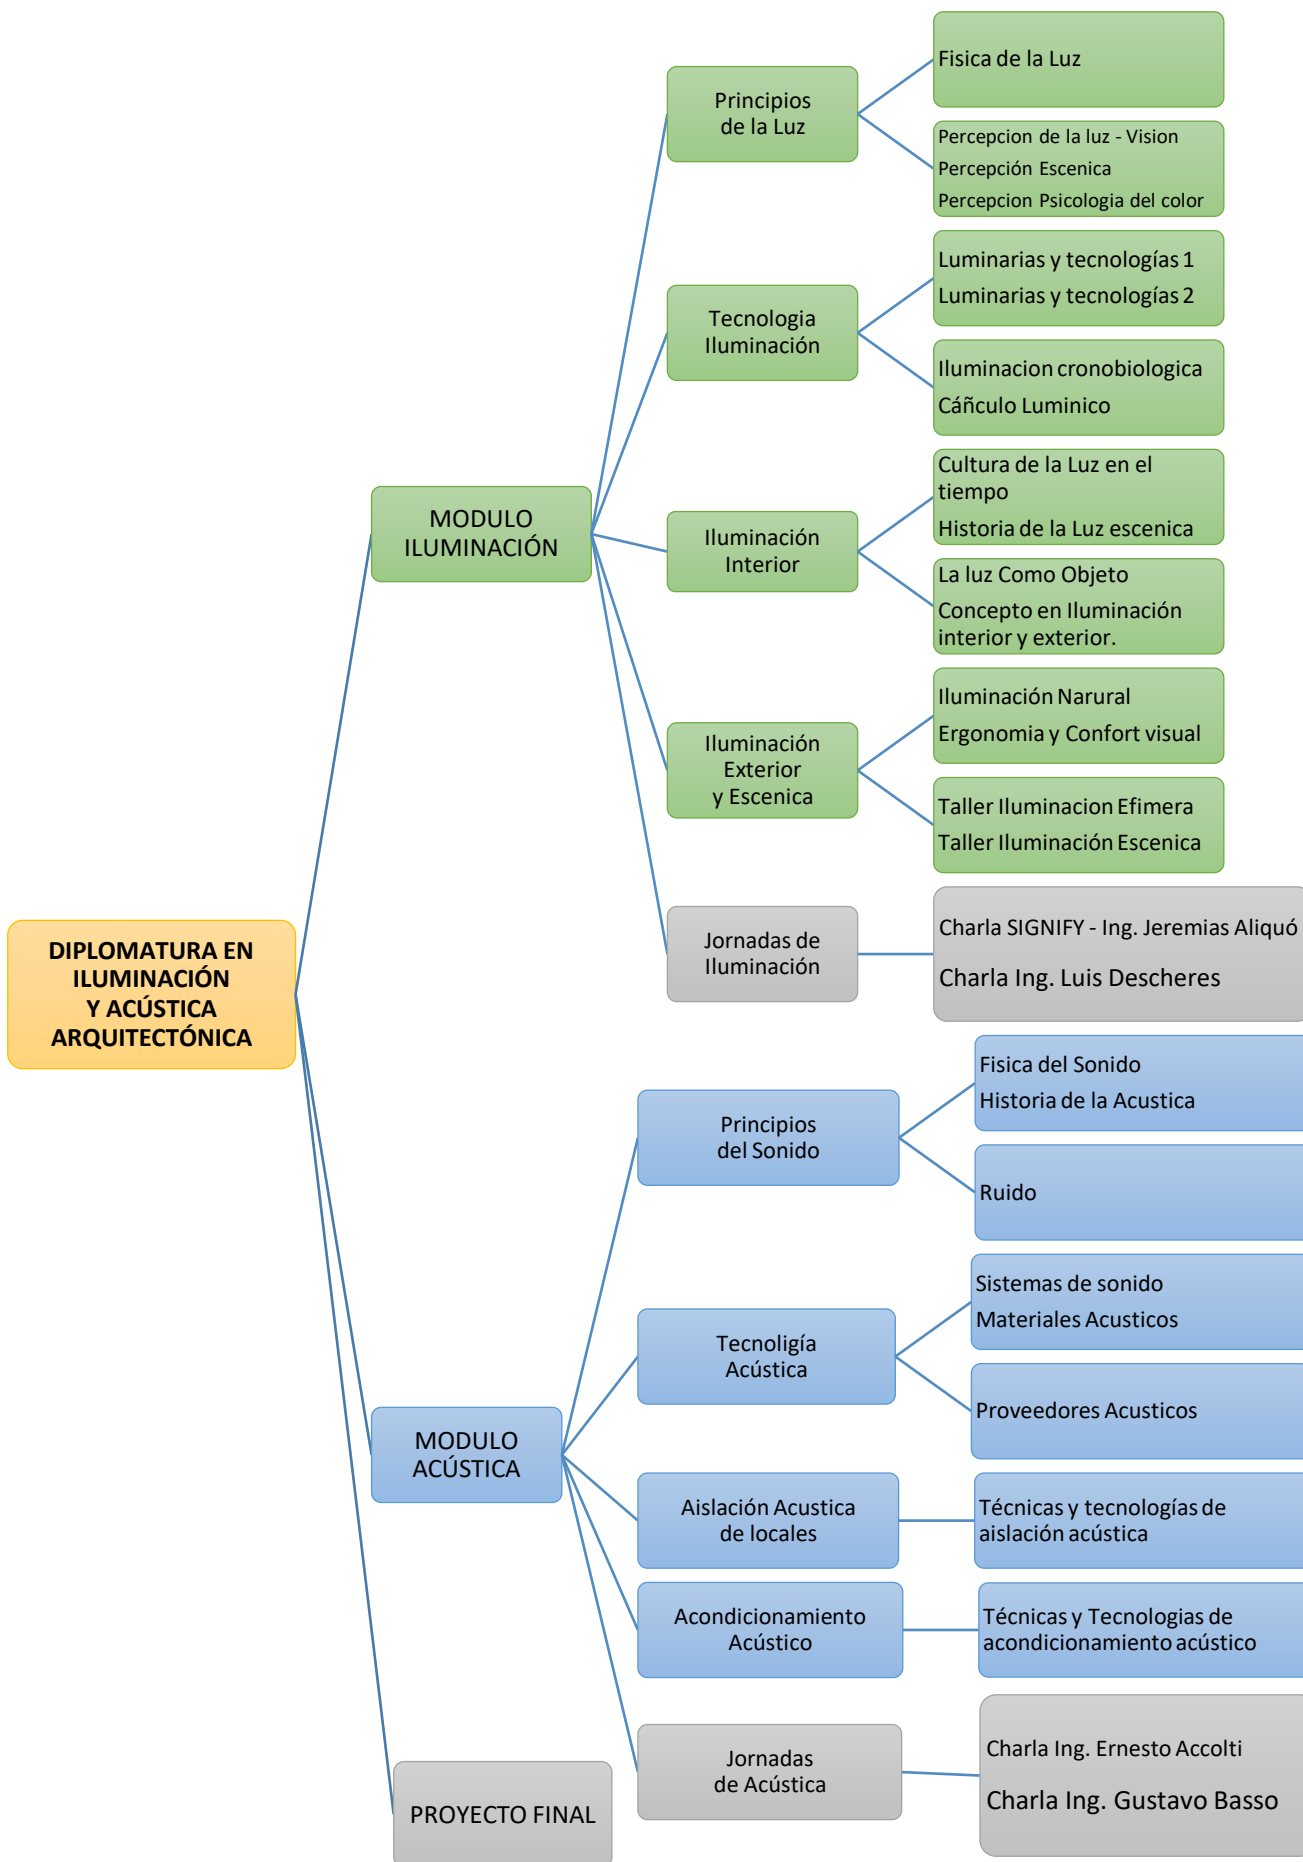 DIPLOMATURA EN
ILUMINACIÓN
Y ACÚSTICA
ARQUITECTÓNICA
MODULO
ILUMINACIÓN
Principios
de la Luz
Fisica de la Luz
Percepcion de la luz - Vision
Percepción Escenica
Percepcion Psicologia del color
Tecnologia
Iluminación
Luminarias y tecnologías 1
Luminarias y tecnologías 2
Iluminacion cronobiologica
Cáñculo Luminico
Iluminación
Interior
Cultura de la Luz en el
tiempo
Historia de la Luz escenica
La luz Como Objeto
Concepto en Iluminación
interior y exterior.
Iluminación
Exterior
y Escenica
Iluminación Narural
Ergonomia y Confort visual
Taller Iluminacion Efimera
Taller Iluminación Escenica
Jornadas de
Iluminación
Charla SIGNIFY - Ing. Jeremias Aliquó
Charla Ing. Luis Descheres
MODULO
ACÚSTICA
Principios
del Sonido
Fisica del Sonido
Historia de la Acustica
Ruido
Tecnoligía
Acústica
Sistemas de sonido
Materiales Acusticos
Proveedores Acusticos
Aislación Acustica
de locales
Técnicas y tecnologías de
aislación acústica
Acondicionamiento
Acústico
Técnicas y Tecnologias de
acondicionamiento acústico
Jornadas
de Acústica
Charla Ing. Ernesto Accolti
Charla Ing. Gustavo Basso
PROYECTO FINAL